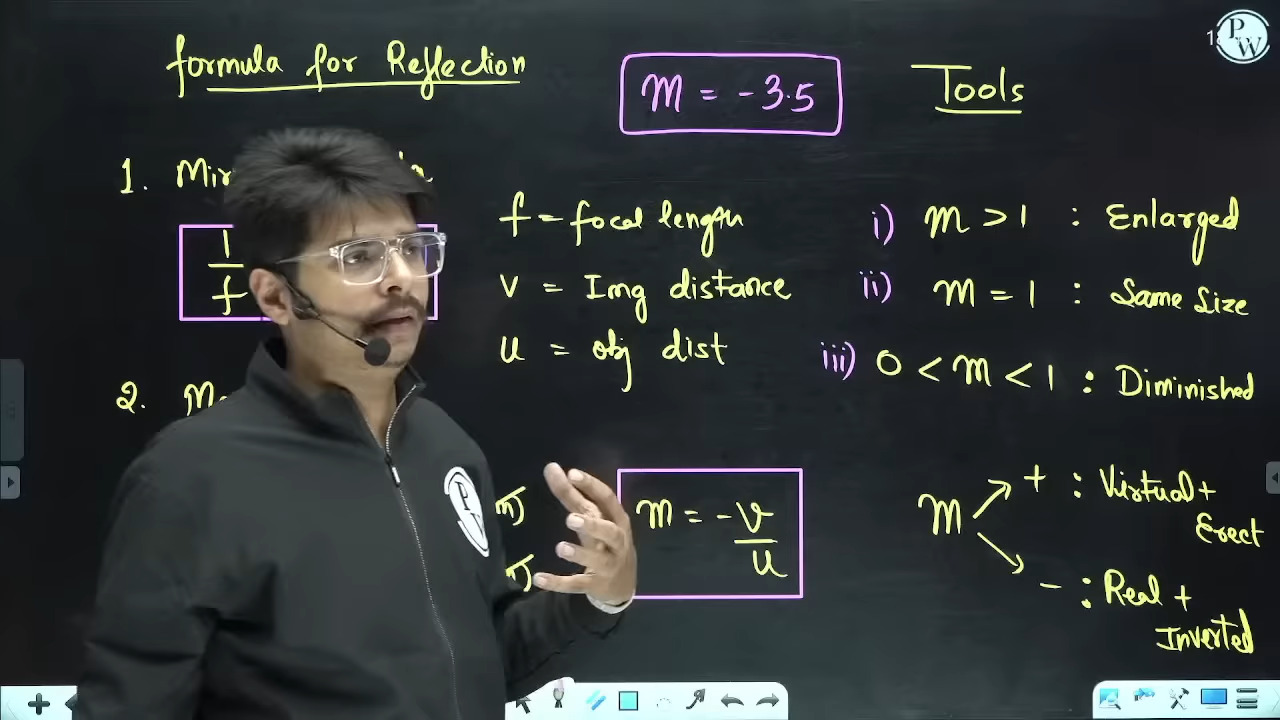 formula for Reflection
m = - 3.5
Tools
PW
1.
f = focal length
v = Img distance
u = obj dist
1
f
i) m > 1 : Enlarged
ii) m = 1 : Same Size
iii) 0 < m < 1 : Diminished
2.
m = - v
u
m + : Virtual +
Erect
- : Real +
Inverted